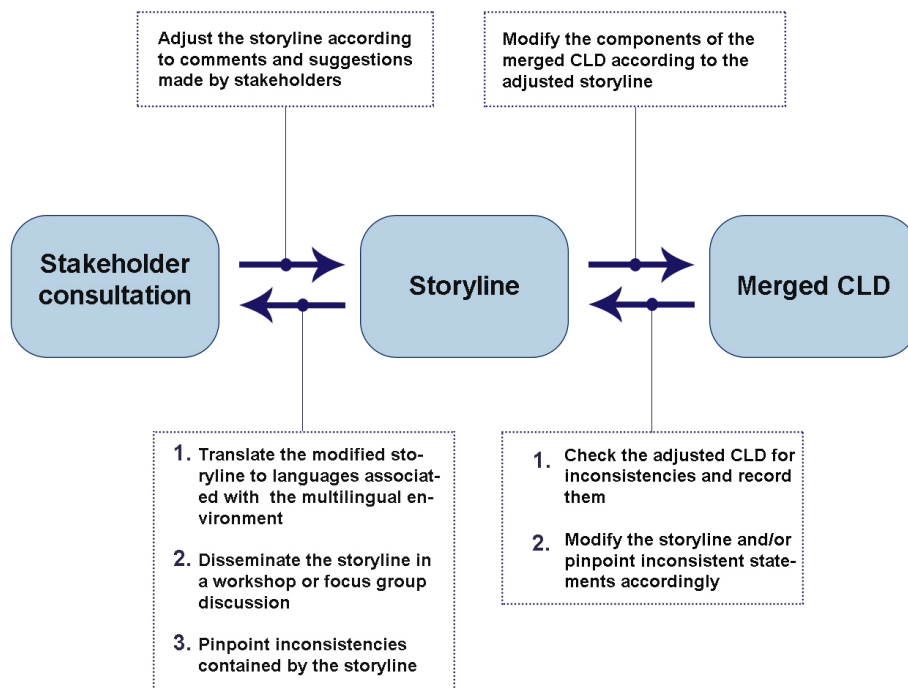 Adjust the storyline according
to comments and suggestions
made by stakeholders
Modify the components of the
merged CLD according to the
adjusted storyline
Stakeholder
consultation
Storyline
Merged CLD
1. Translate the modified sto-
ryline to languages associat-
ed with the multilingual en-
vironment
2. Disseminate the storyline in
a workshop or focus group
discussion
3. Pinpoint inconsistencies
contained by the storyline
1. Check the adjusted CLD for
inconsistencies and record
them
2. Modify the storyline and/or
pinpoint inconsistent state-
ments accordingly